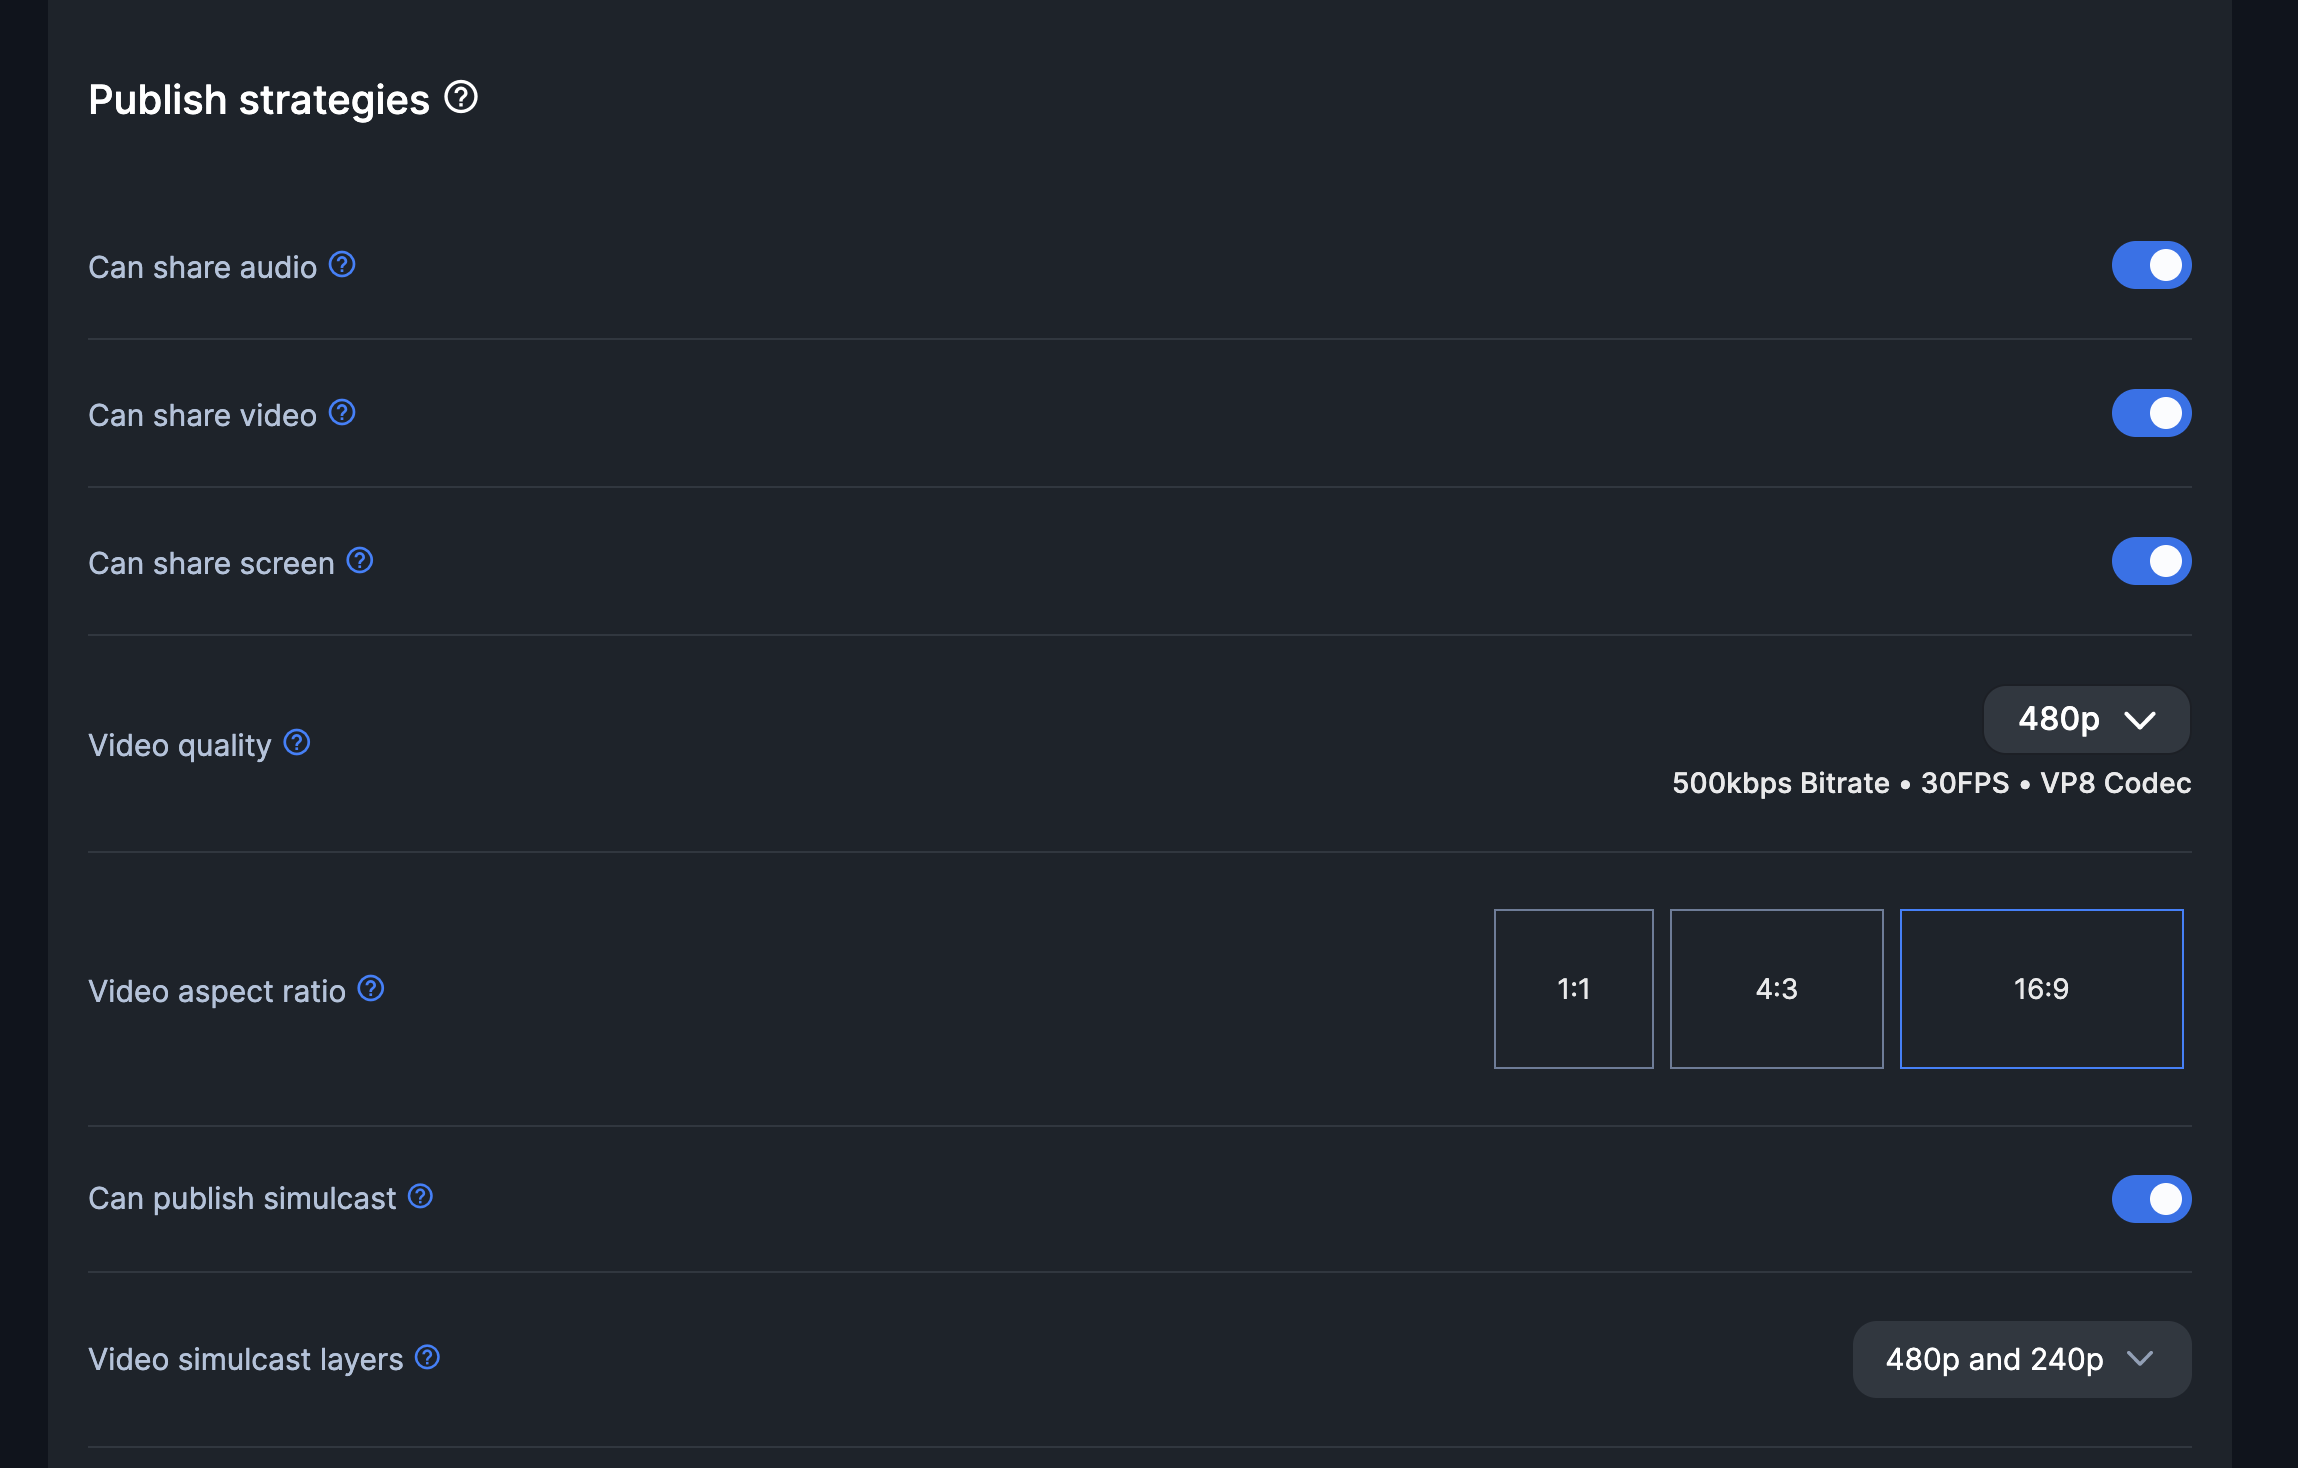 Publish strategies
Can share audio
Can share video
Can share screen
Video quality
480p
500kbps Bitrate • 30FPS • VP8 Codec
Video aspect ratio
1:1
4:3
16:9
Can publish simulcast
Video simulcast layers
480p and 240p